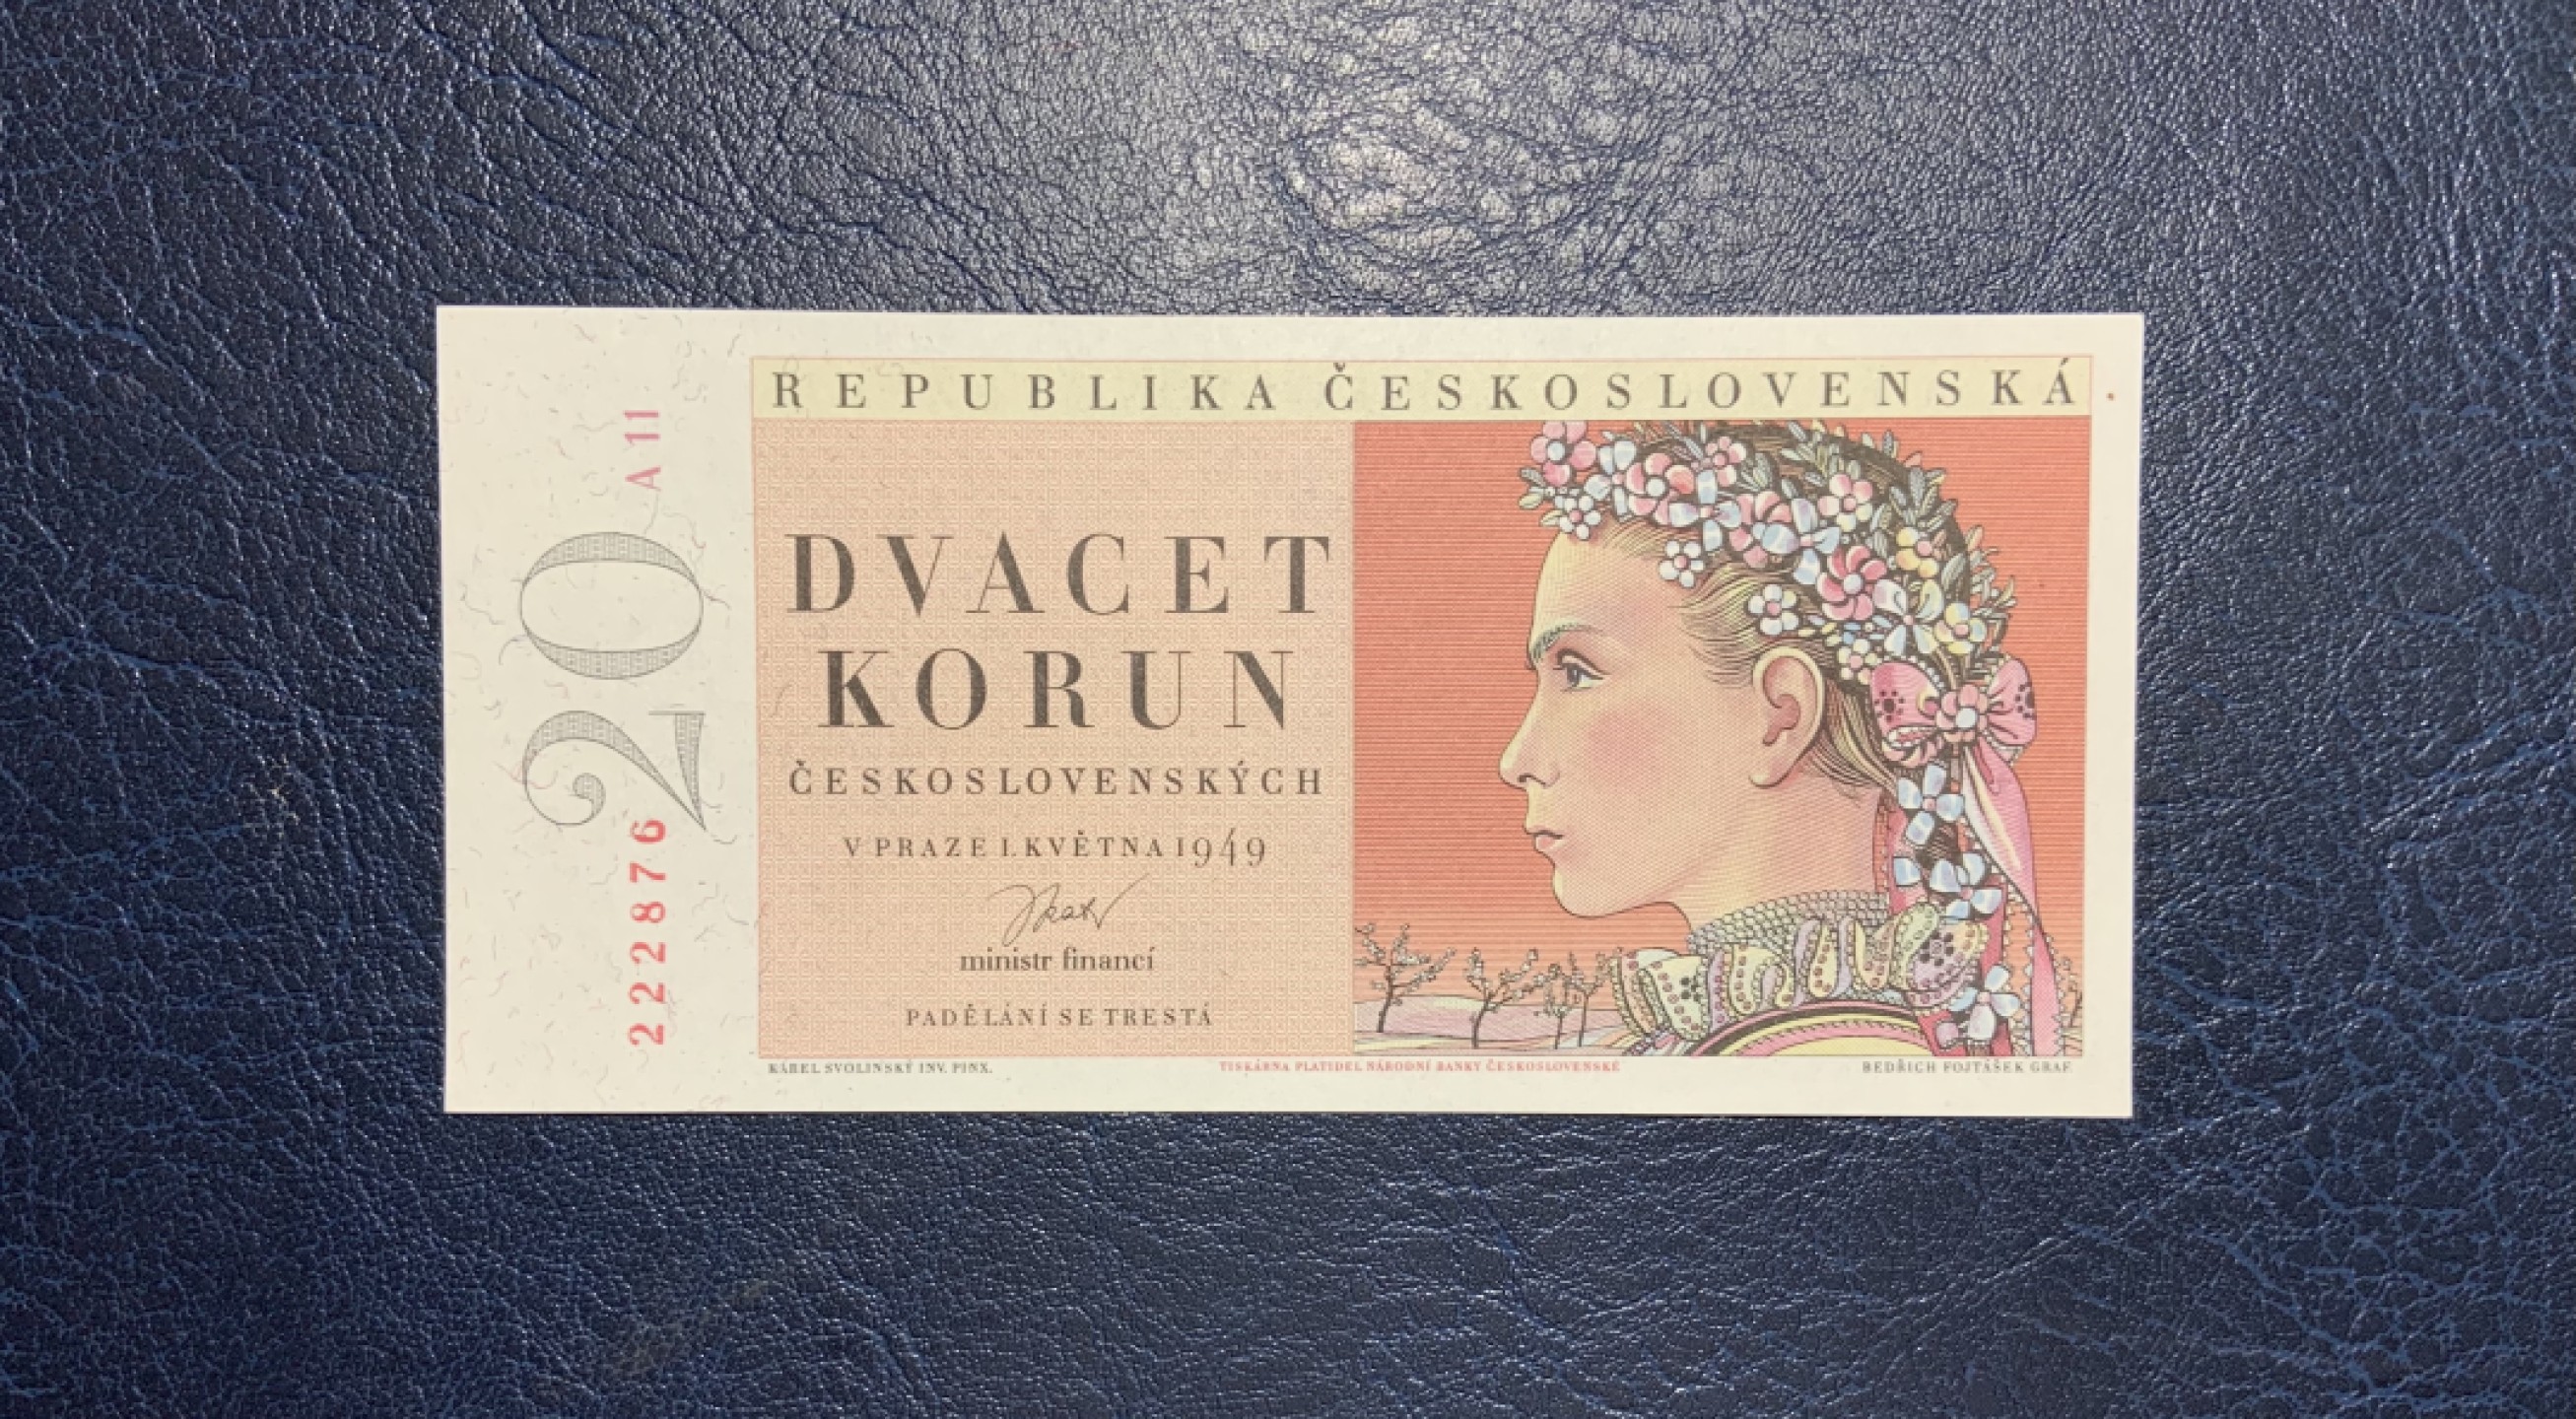 REPUBLIKA ČESKOSLOVENSKÁ
A 11
20
2228876
DVACET
KORUN
ČESKOSLOVENSKÝCH
V PRAZE 1. KVĚTNA 1949
ministr financí
PADĚLÁNÍ SE TRESTÁ
KAREL SVOLINSKÝ INV. PINX.
TISKÁRNA PLATIDEL NÁRODNÍ BANKY ČESKOSLOVENSKÉ
BEDŘICH FOJTÁŠEK GRAF.